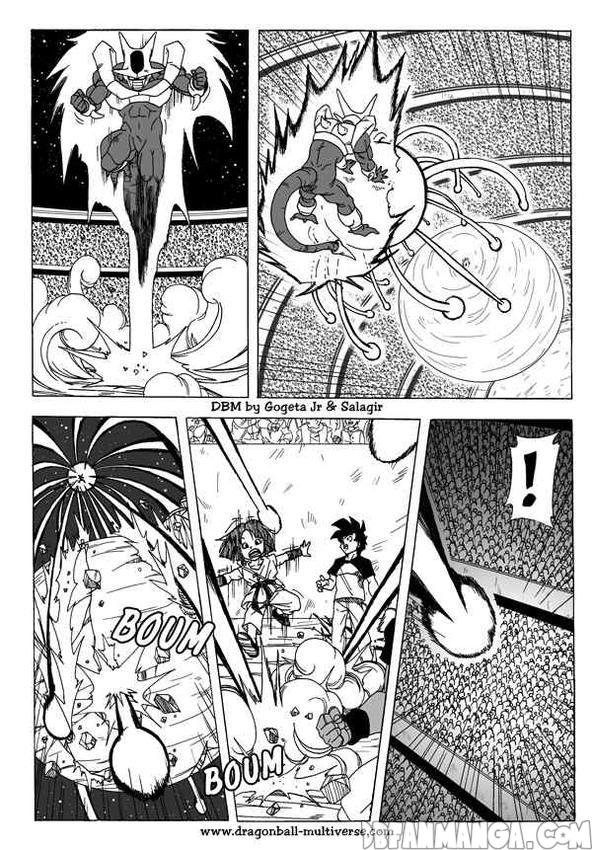 DBM by Gogeta Jr & Salagir
!
BOUM
BOUM
www.dragonball-multiverse.com
DBFANMANGA.COM